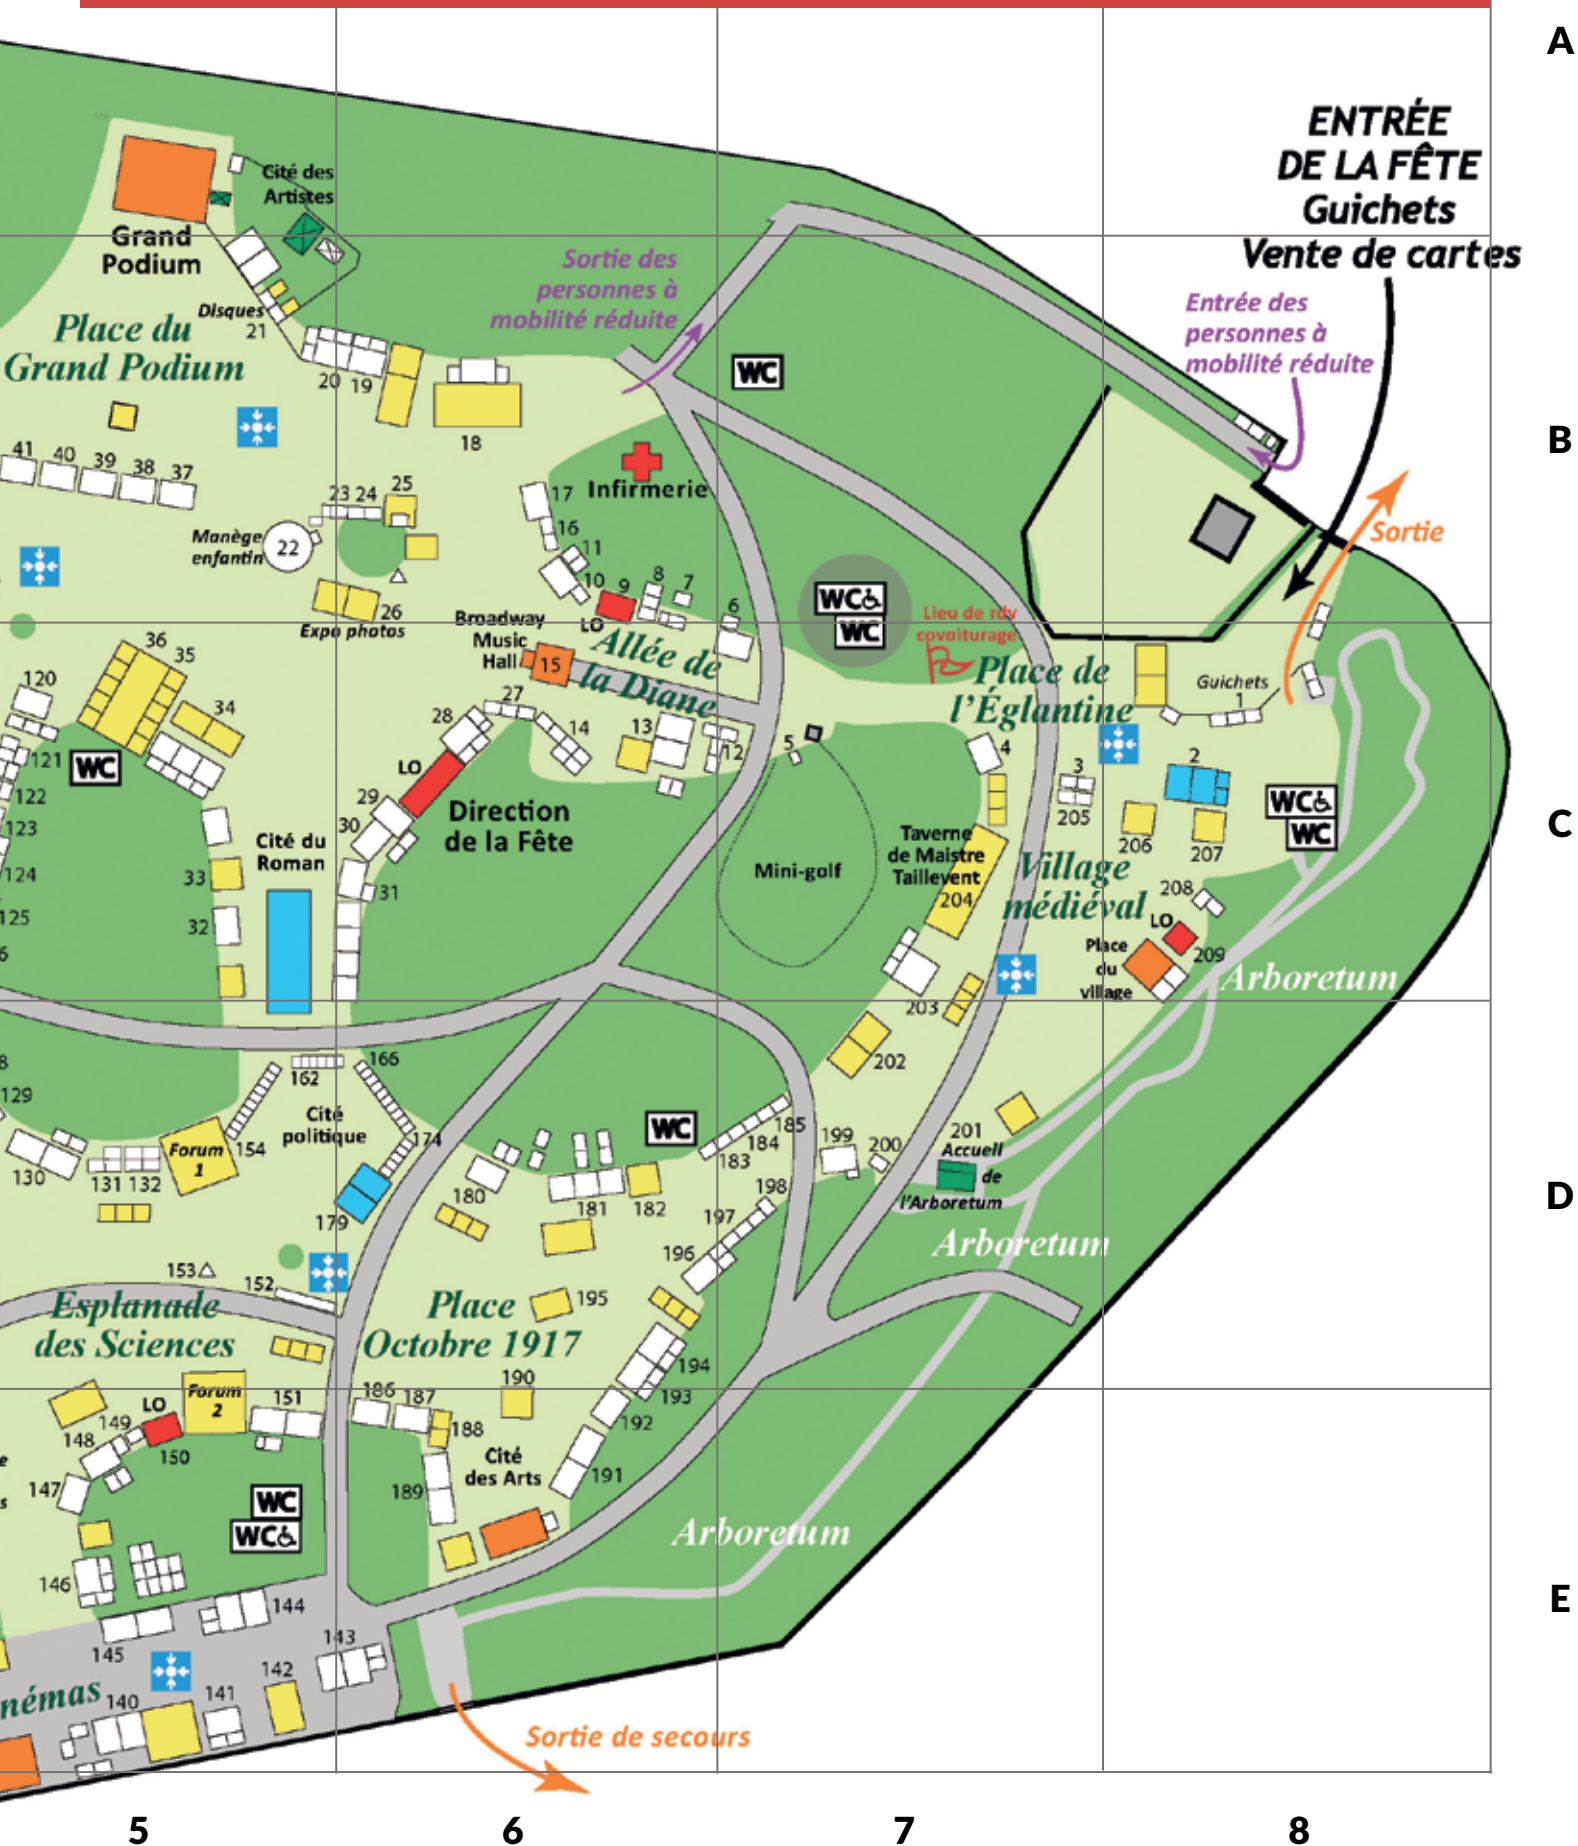 A
ENTRÉE
DE LA FÊTE
Guichets
Vente de cartes
Cité des
Artistes
Grand
Podium
Sortie des
personnes à
mobilité réduite
Entrée des
personnes à
mobilité réduite
Disques
21
Place du
Grand Podium
20 19
18
WC
B
41 40 39 38 37
23 24 25
Infirmerie
17
16
11
Sortie
Manège
enfantin
22
10 9 8 7
6
LO
26
Expo photos
WC
WC
Lieu de rdv
covoiturage
Broadway
Music
Hall
15
Allée de
la Diane
36
35
34
120
121
122
123
124
125
6
WC
27
28
14
13
12
5
LO
29
30
31
Direction
de la Fête
Cité du
Roman
33
32
Mini-golf
Place de
l'Églantine
Guichets
1
4
3
2
205
206
207
WC
WC
C
Taverne
de Maistre
Taillevent
204
Village
médiéval
208
LO
209
Place
du
village
Arboretum
203
202
8
129
130
131 132
Forum
1
154
162
166
Cité
politique
174
179
WC
180
181
182
183
184
185
199
200
201
Accueil
de
l'Arboretum
D
198
197
196
Arboretum
153
152
Esplanade
des Sciences
Place
Octobre 1917
195
194
193
190
192
191
186 187
188
189
Cité
des Arts
Forum
2
151
LO
149
148
150
147
e
s
WC
WC
146
145
144
143
142
141
140
némas
Arboretum
E
Sortie de secours
5 6 7 8